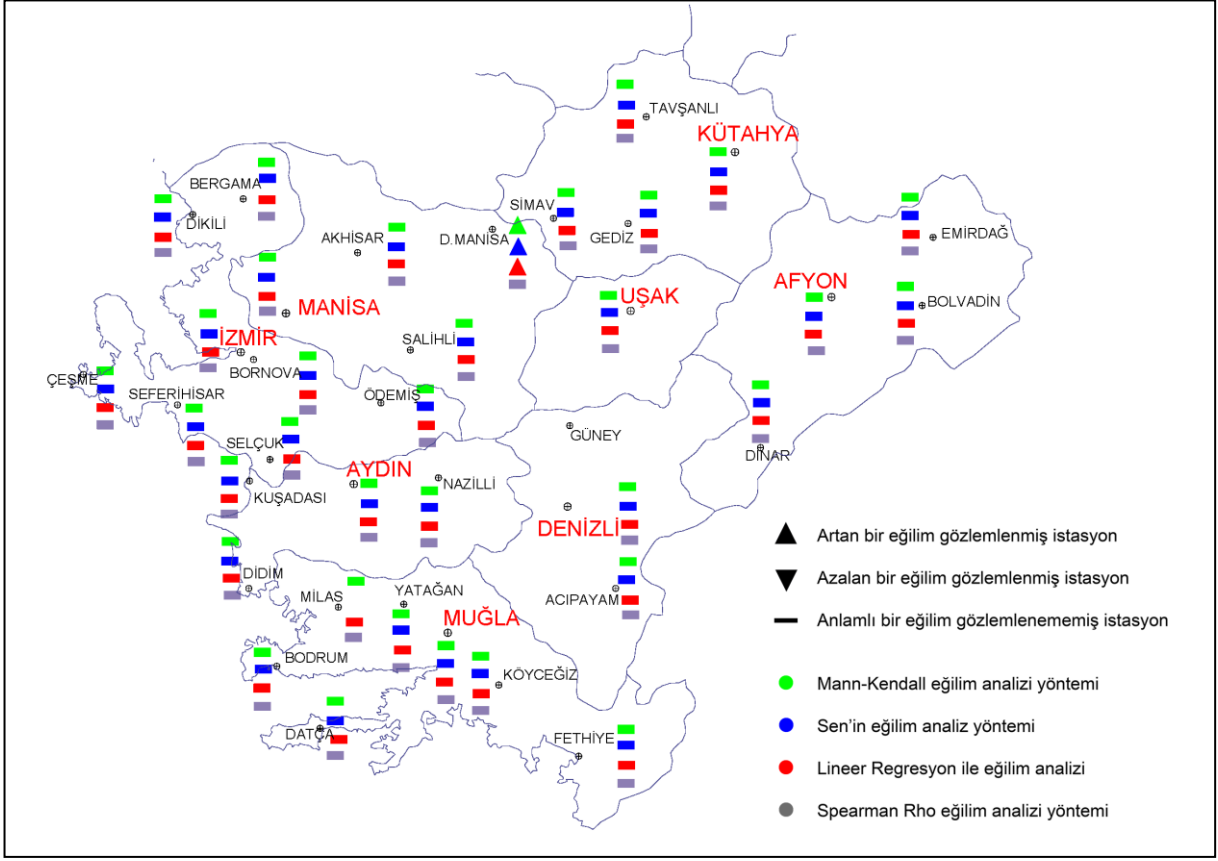 TAVŞANLI
KÜTAHYA
BERGAMA
DİKİLİ
SİMAV
D.MANİSA
GEDİZ
AKHİSAR
EMİRDAĞ
AFYON
BOLVADİN
UŞAK
MANİSA
İZMİR
BORNOVA
SALİHLİ
ÇEŞME
SEFERİHİSAR
ÖDEMİŞ
GÜNEY
SELÇUK
DİNAR
AYDIN
NAZİLLİ
KUŞADASI
DENİZLİ
DİDİM
MİLAS
YATAĞAN
ACIPAYAM
MUĞLA
BODRUM
KÖYCEĞİZ
DATÇA
FETHİYE
Artan bir eğilim gözlemlenmiş istasyon
Azalan bir eğilim gözlemlenmiş istasyon
Anlamlı bir eğilim gözlemlenememiş istasyon
Mann-Kendall eğilim analizi yöntemi
Sen'in eğilim analiz yöntemi
Lineer Regresyon ile eğilim analizi
Spearman Rho eğilim analizi yöntemi